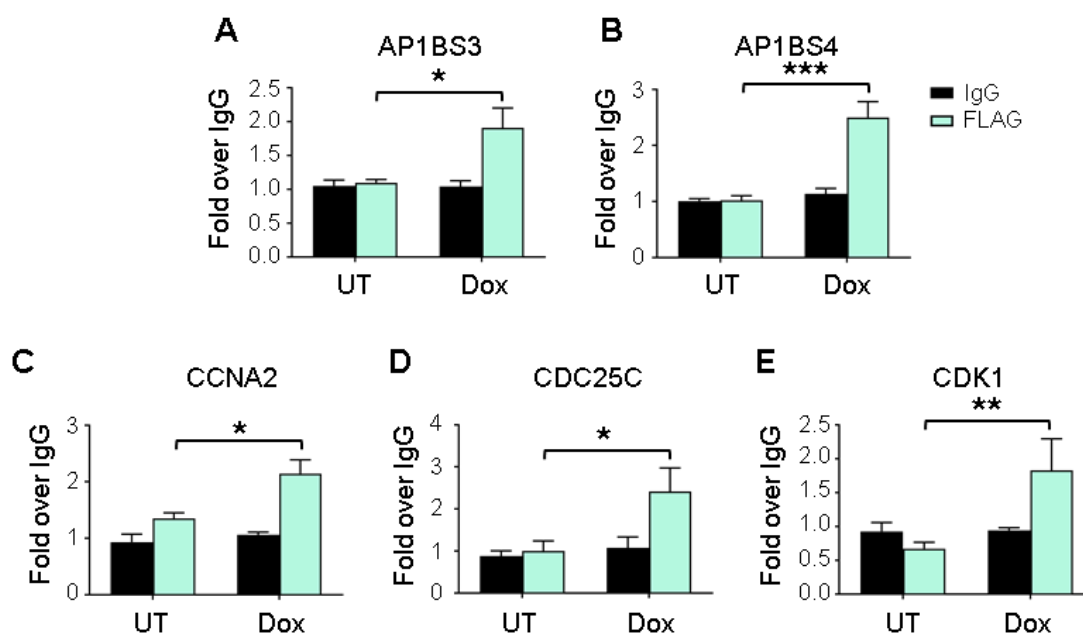 A
AP1BS3
*
Fold over IgG
2.5
2.0
1.5
1.0
0.5
0.0
UT Dox
B
AP1BS4
***
Fold over IgG
3
2
1
0
UT Dox
IgG
FLAG
C
CCNA2
*
Fold over IgG
3
2
1
0
UT Dox
D
CDC25C
*
Fold over IgG
4
3
2
1
0
UT Dox
E
CDK1
**
Fold over IgG
2.5
2.0
1.5
1.0
0.5
0.0
UT Dox